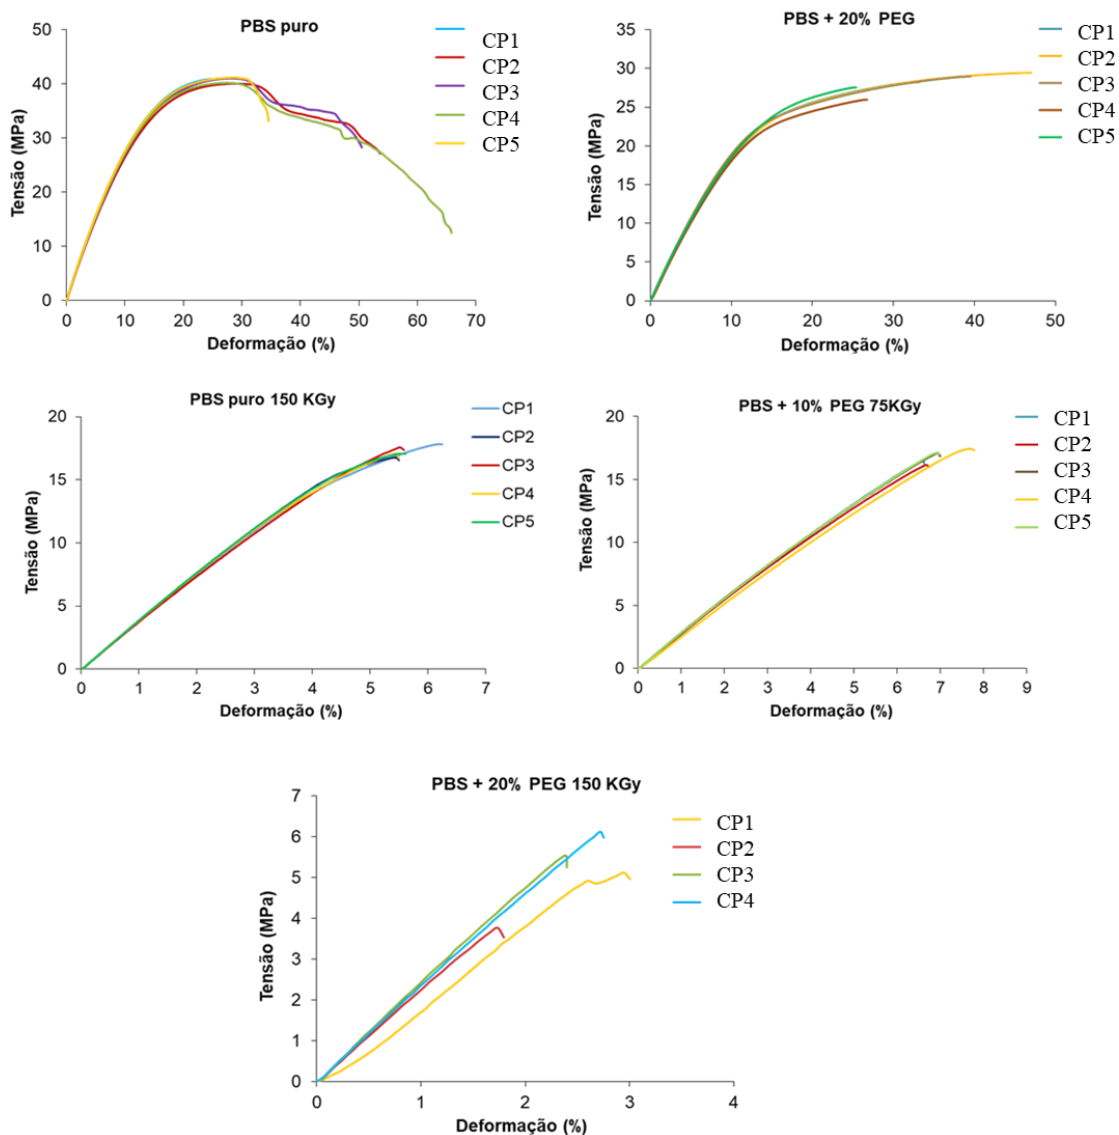 PBS puro
50
40
30
20
10
0
0 10 20 30 40 50 60 70
Tensão (MPa)
Deformação (%)
CP1
CP2
CP3
CP4
CP5
PBS + 20% PEG
35
30
25
20
15
10
5
0
0 10 20 30 40 50
Tensão (MPa)
Deformação (%)
CP1
CP2
CP3
CP4
CP5
PBS puro 150 KGy
20
15
10
5
0
0 1 2 3 4 5 6 7
Tensão (MPa)
Deformação (%)
CP1
CP2
CP3
CP4
CP5
PBS + 10% PEG 75KGy
20
15
10
5
0
0 1 2 3 4 5 6 7 8 9
Tensão (MPa)
Deformação (%)
CP1
CP2
CP3
CP4
CP5
PBS + 20% PEG 150 KGy
7
6
5
4
3
2
1
0
0 1 2 3 4
Tensão (MPa)
Deformação (%)
CP1
CP2
CP3
CP4